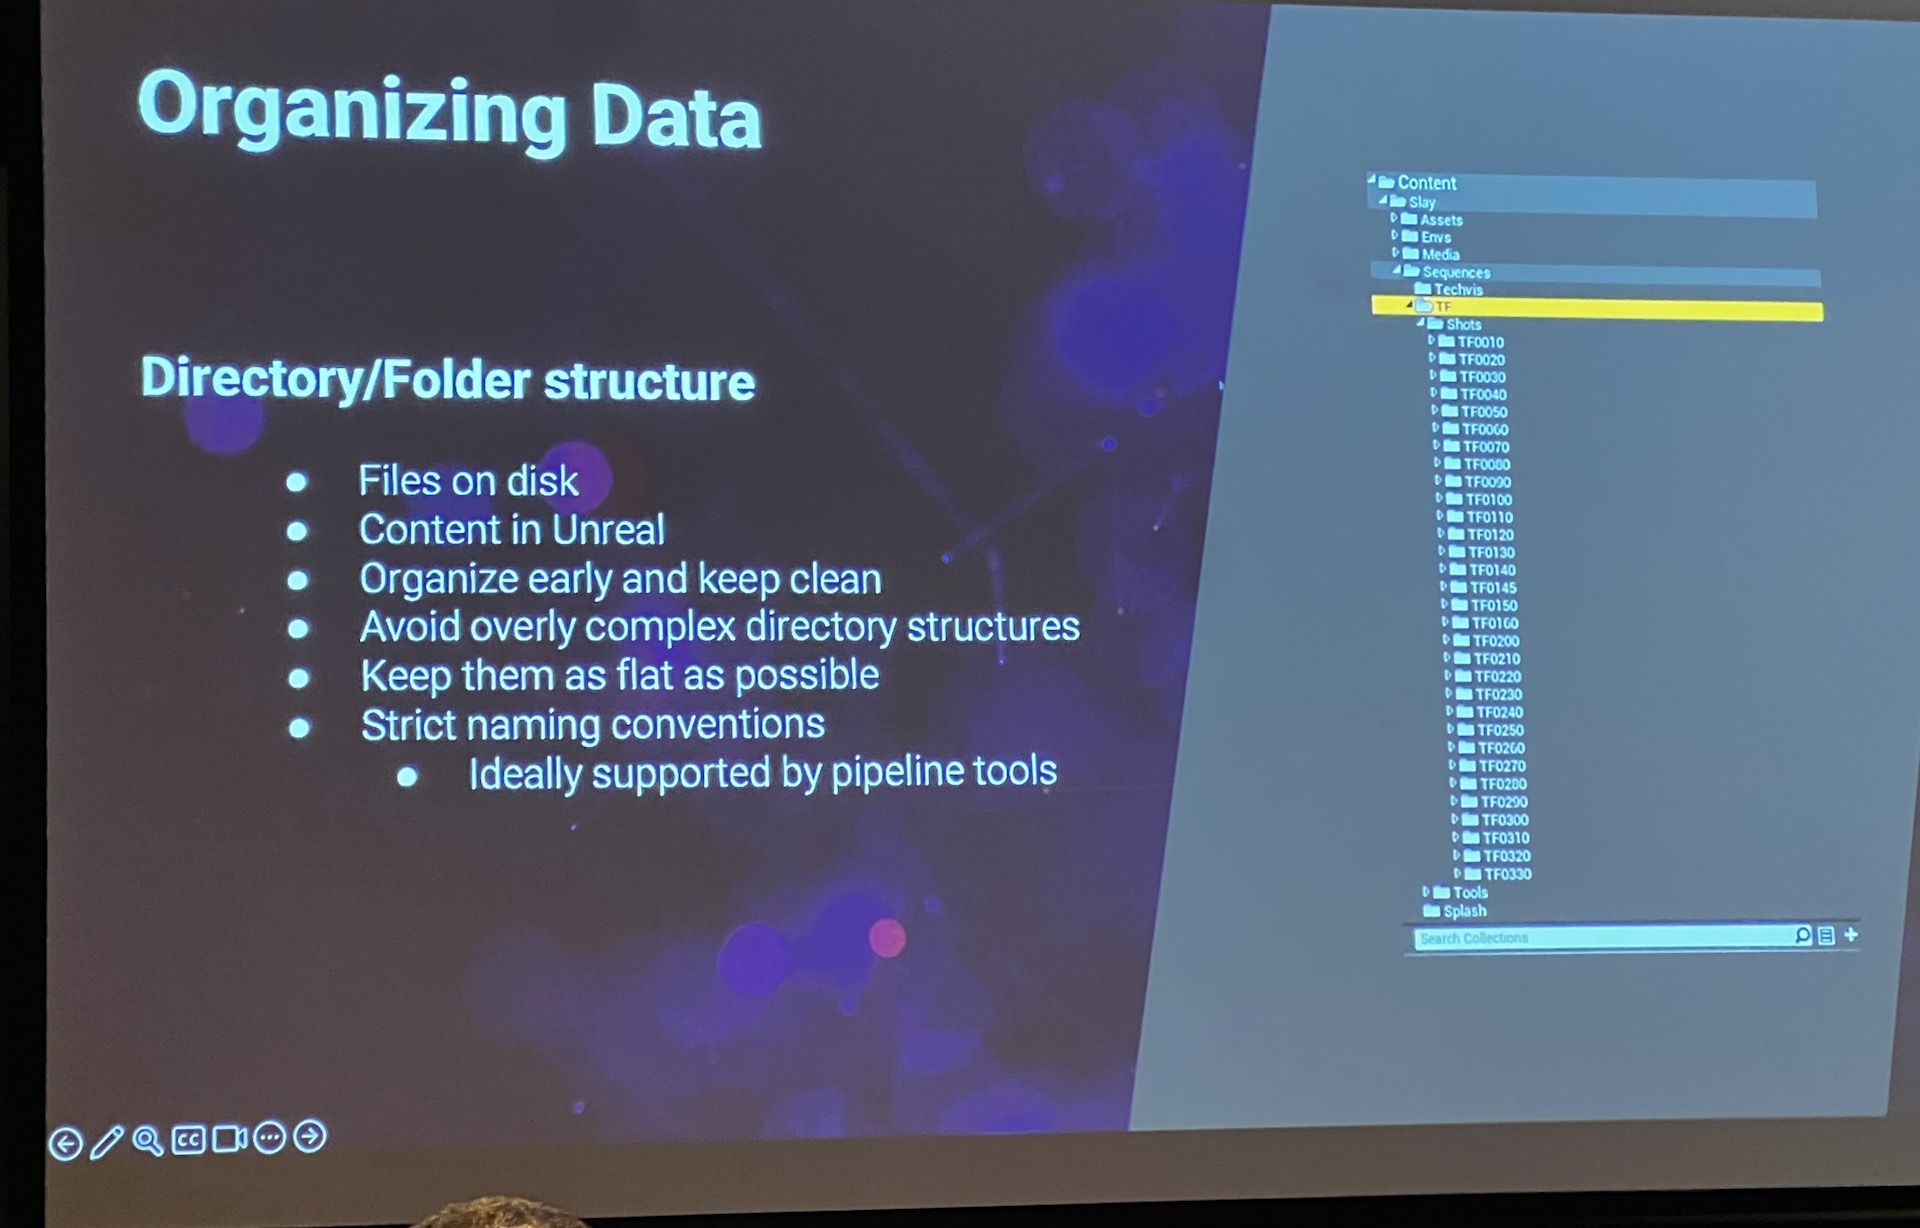 Organizing Data
Directory/Folder structure
Files on disk
Content in Unreal
Organize early and keep clean
Avoid overly complex directory structures
Keep them as flat as possible
Strict naming conventions
Ideally supported by pipeline tools
Content
Slay
Assets
Envs
Media
Sequences
Techvis
TF
Shots
TF0010
TF0020
TF0030
TF0040
TF0050
TF0060
TF0070
TF0080
TF0090
TF0100
TF0110
TF0120
TF0130
TF0140
TF0145
TF0150
TF0160
TF0200
TF0210
TF0220
TF0230
TF0240
TF0250
TF0260
TF0270
TF0280
TF0290
TF0300
TF0310
TF0320
TF0330
Tools
Splash
Search Collections
CC